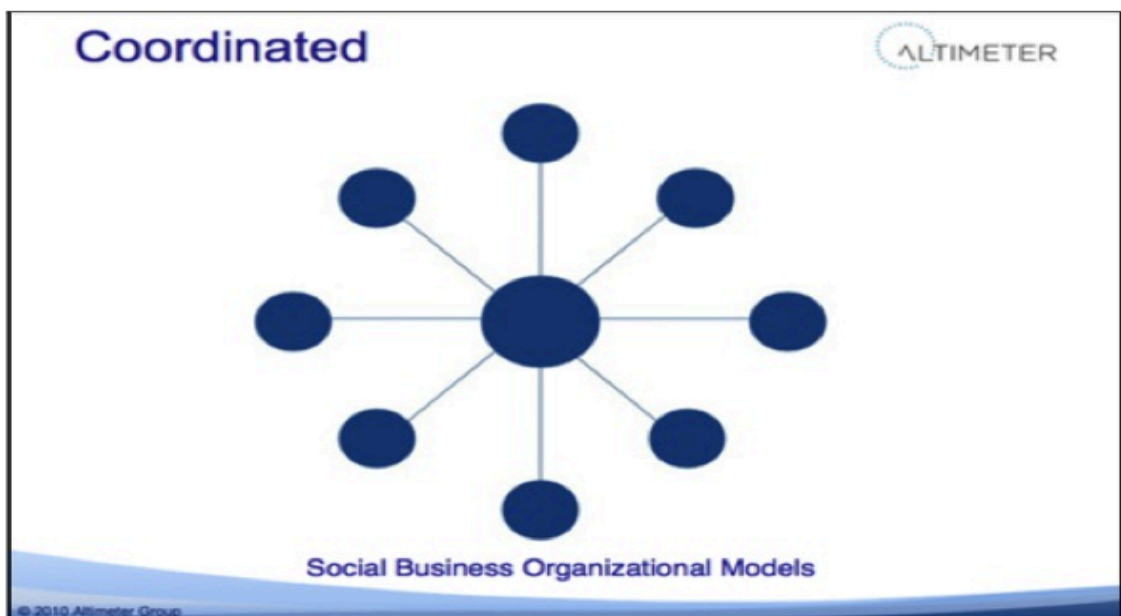 Coordinated
ALTIMETER
Social Business Organizational Models
© 2010 Altimeter Group